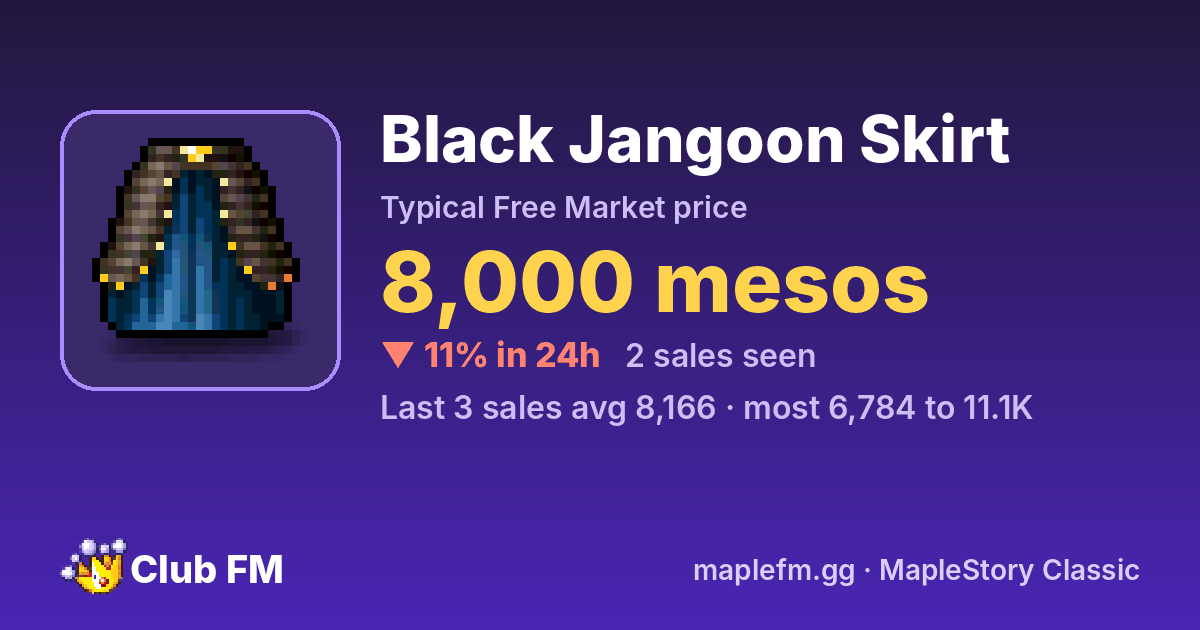 Black Jangoon Skirt
Typical Free Market price
8,000 mesos
▼ 11% in 24h 2 sales seen
Last 3 sales avg 8,166 · most 6,784 to 11.1K
Club FM
maplefm.gg · MapleStory Classic